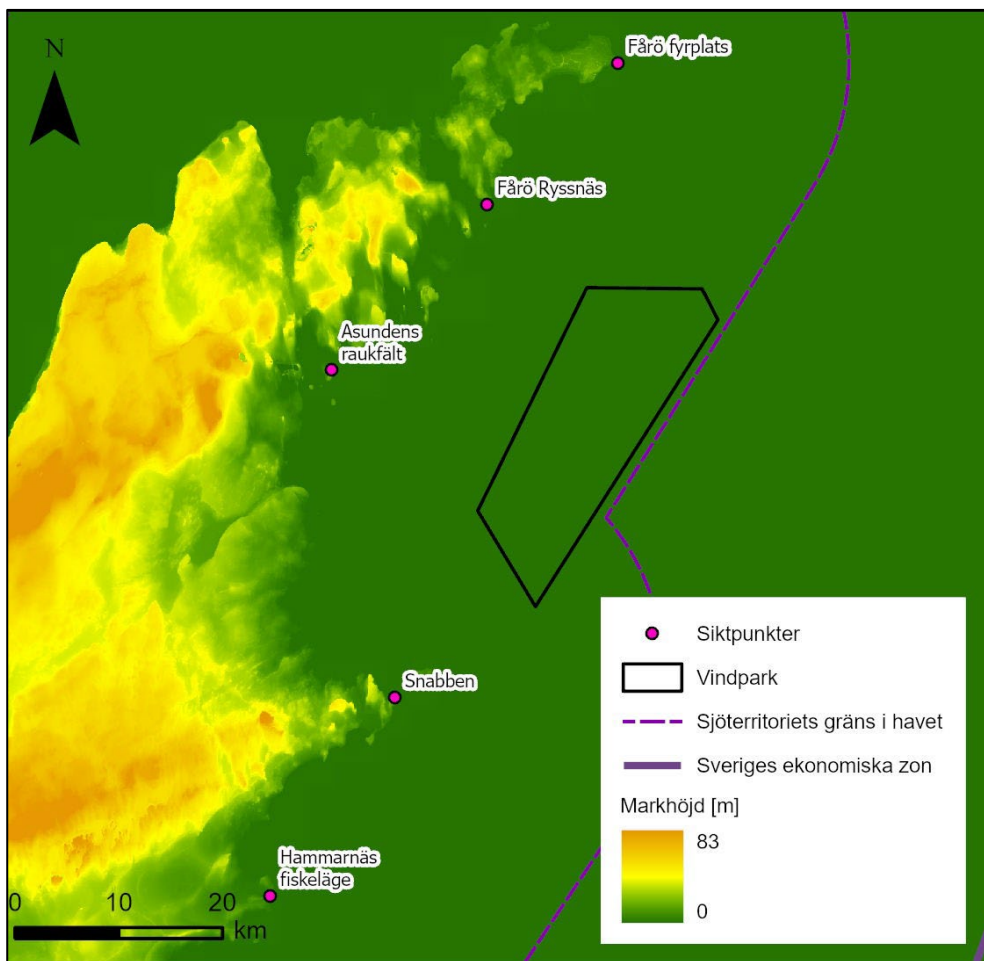 N
Fårö fyrplats
Fårö Ryssnäs
Asundens
raukfält
Snabben
Hammarnäs
fiskeläge
0 10 20
km
Siktpunkter
Vindpark
Sjöterritoriets gräns i havet
Sveriges ekonomiska zon
Markhöjd [m]
83
0